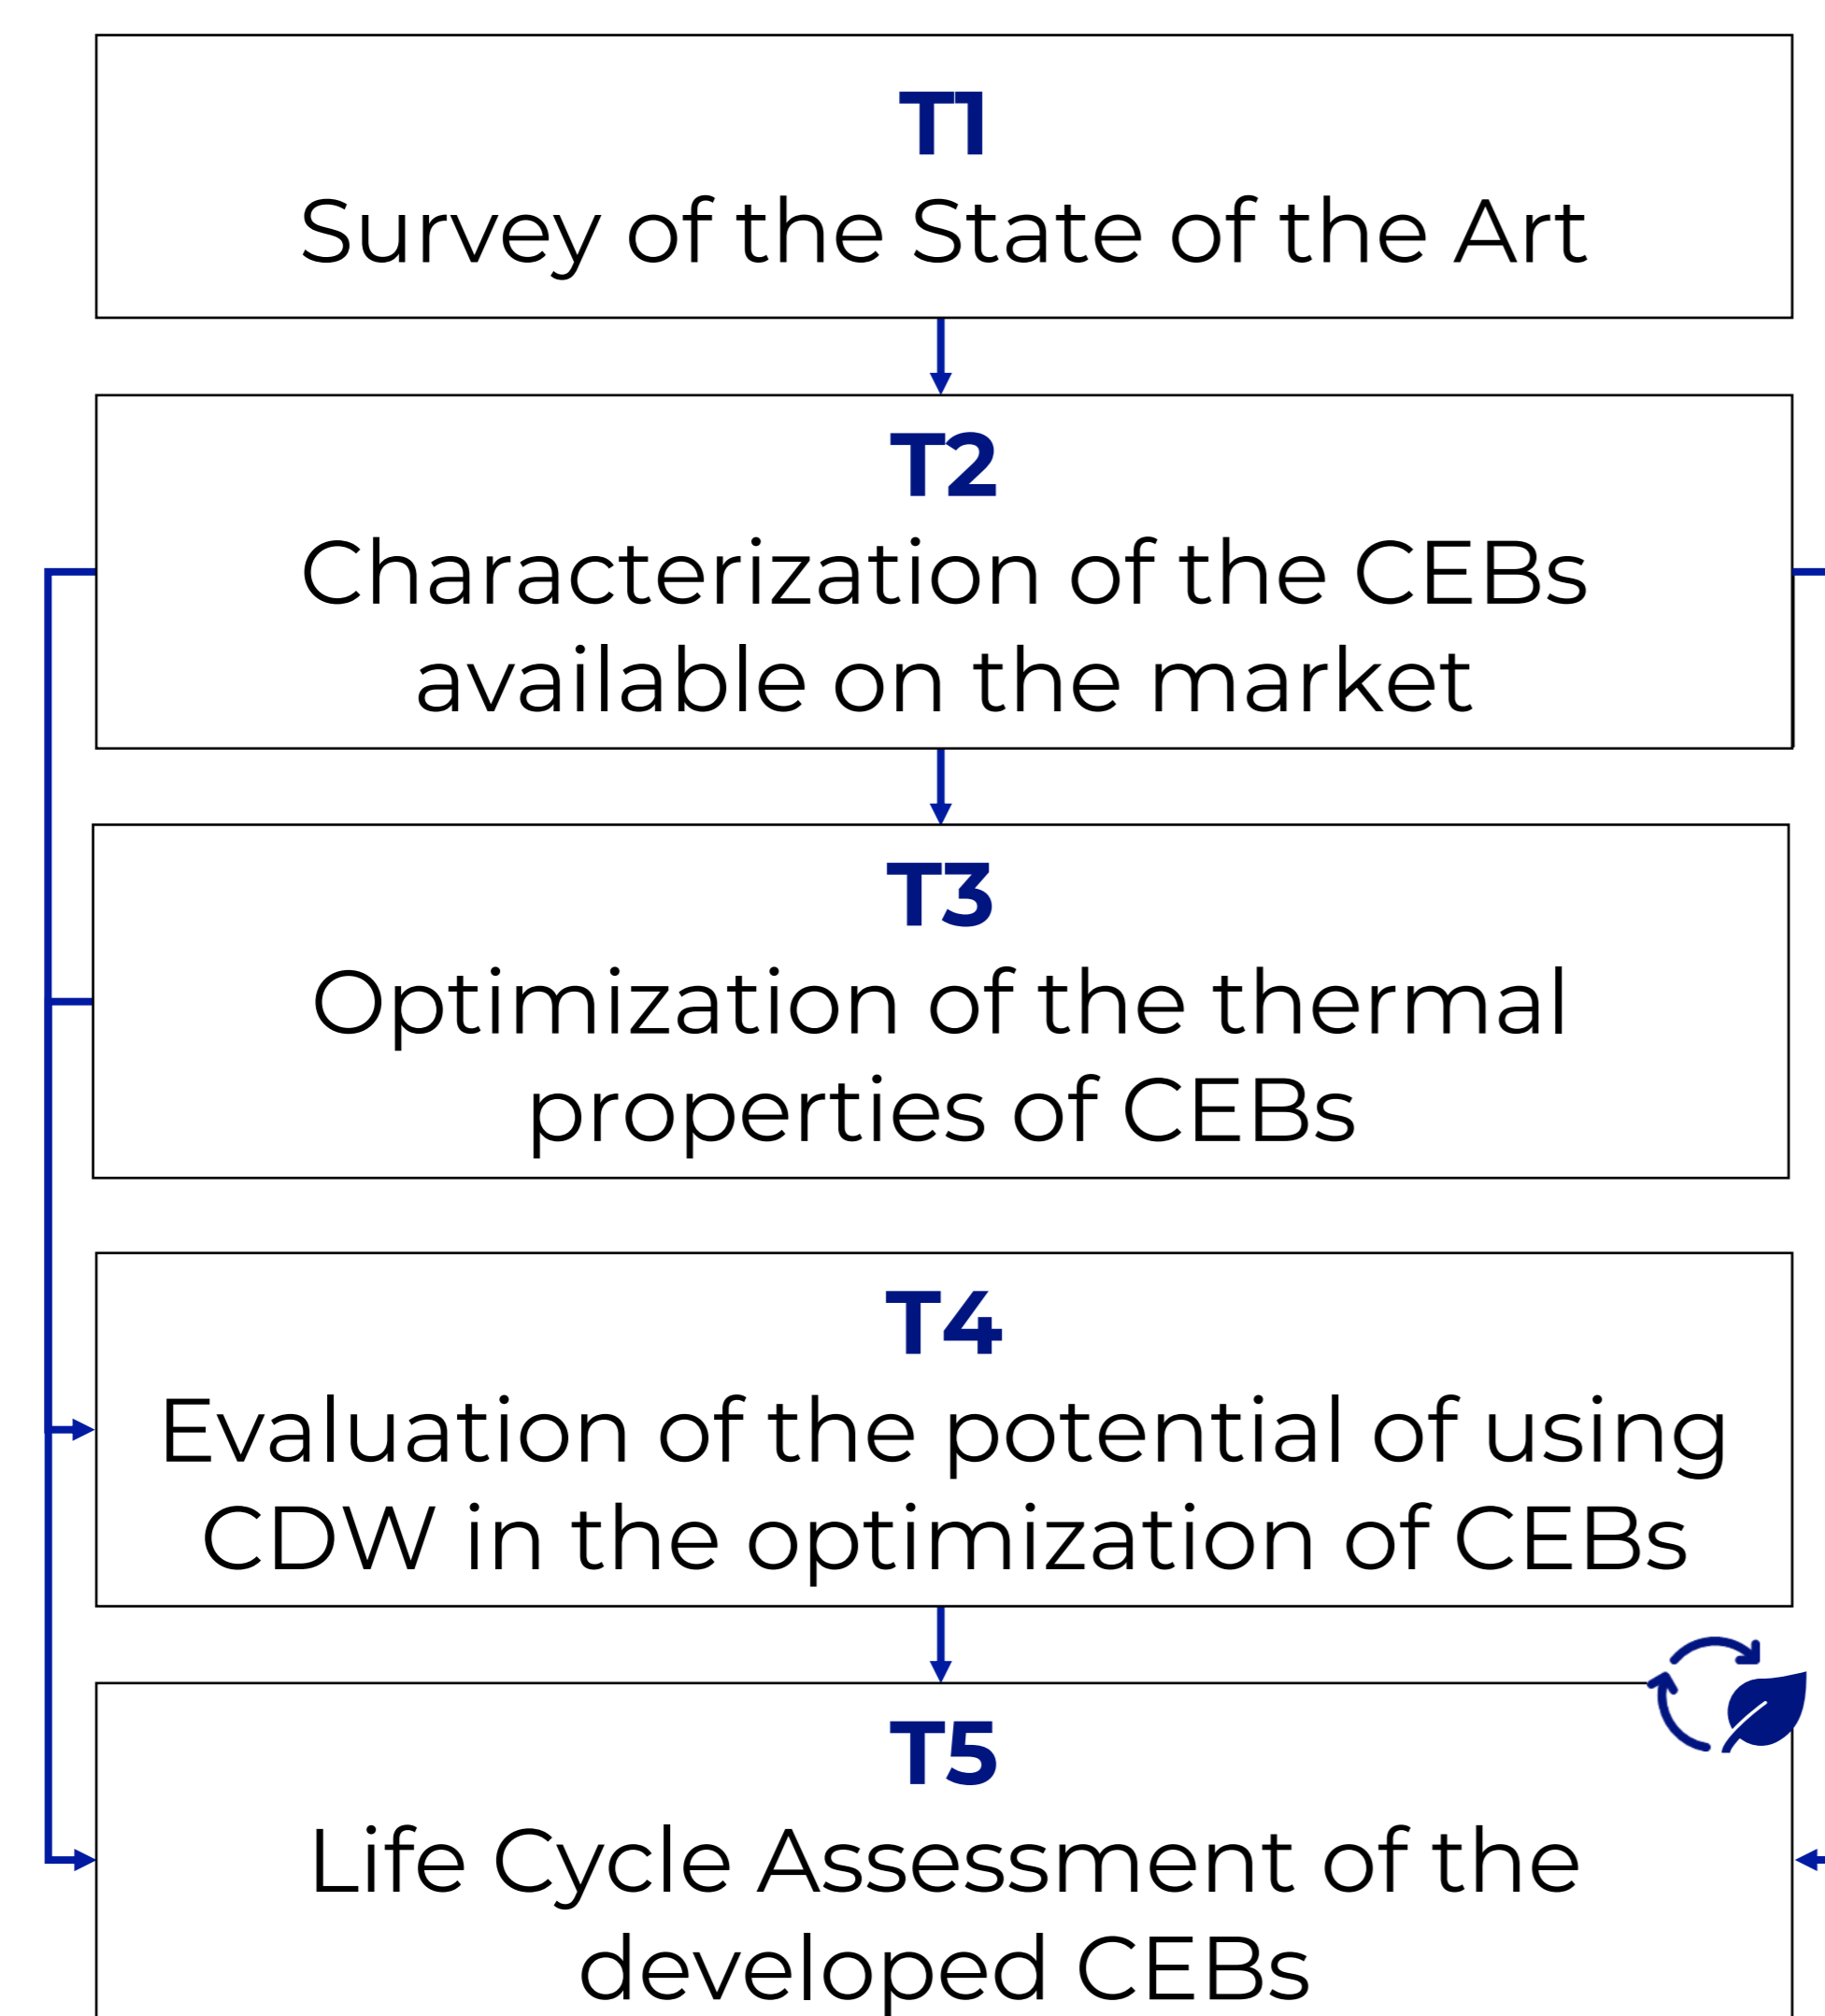 T1
Survey of the State of the Art
T2
Characterization of the CEBs
available on the market
T3
Optimization of the thermal
properties of CEBs
T4
Evaluation of the potential of using
CDW in the optimization of CEBs
T5
Life Cycle Assessment of the
developed CEBs